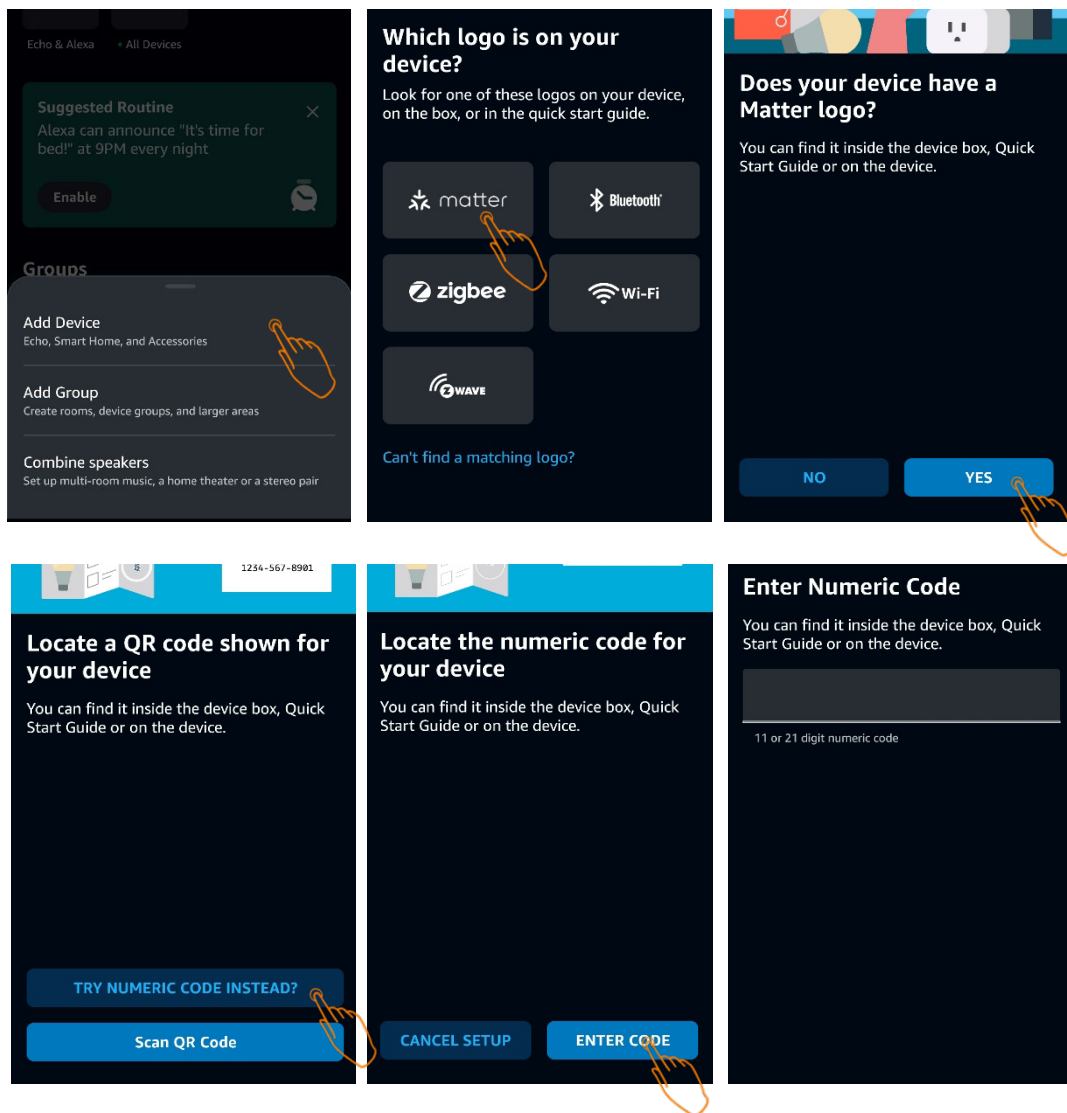 Echo & Alexa
• All Devices
Suggested Routine
Alexa can announce "It's time for
bed!" at 9PM every night
Enable
Groups
Add Device
Echo, Smart Home, and Accessories
Add Group
Create rooms, device groups, and larger areas
Combine speakers
Set up multi-room music, a home theater or a stereo pair
Which logo is on your
device?
Look for one of these logos on your device,
on the box, or in the quick start guide.
matter
Bluetooth
zigbee
Wi-Fi
Z WAVE
Can't find a matching logo?
Does your device have a
Matter logo?
You can find it inside the device box, Quick
Start Guide or on the device.
NO
YES
1234-567-8901
Locate a QR code shown for
your device
You can find it inside the device box, Quick
Start Guide or on the device.
TRY NUMERIC CODE INSTEAD?
Scan QR Code
Locate the numeric code for
your device
You can find it inside the device box, Quick
Start Guide or on the device.
CANCEL SETUP
ENTER CODE
Enter Numeric Code
You can find it inside the device box, Quick
Start Guide or on the device.
11 or 21 digit numeric code